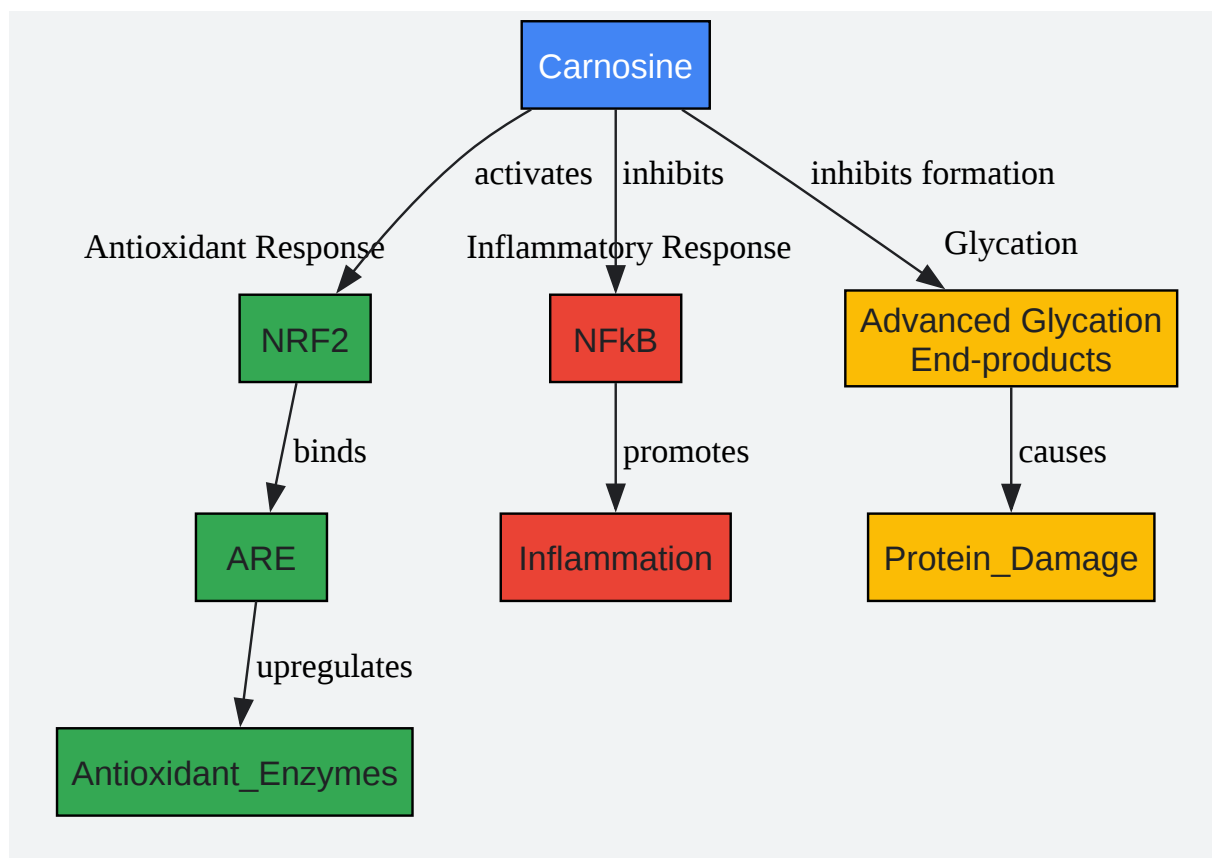 Carnosine
activates
inhibits
inhibits formation
Antioxidant Response
Inflammatory Response
Glycation
NRF2
NFkB
Advanced Glycation
End-products
binds
promotes
causes
ARE
Inflammation
Protein_Damage
upregulates
Antioxidant_Enzymes